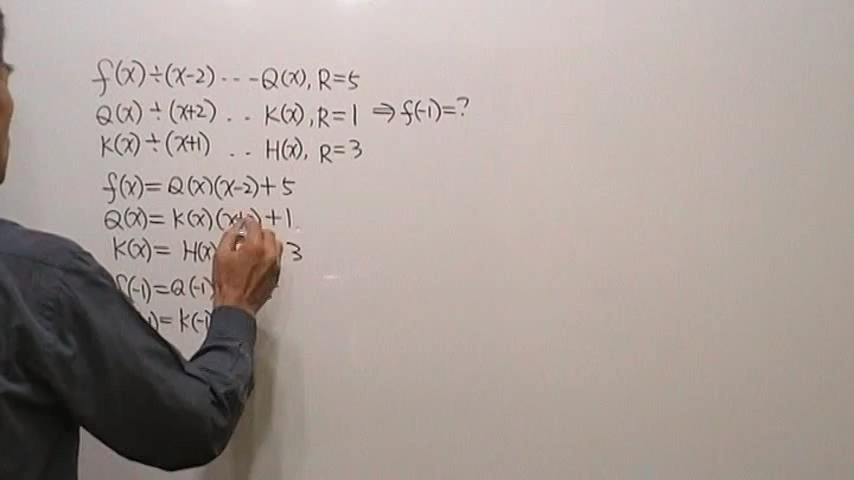 f(x)÷(x-2) ---Q(x), R=5
Q(x) ÷(x+2) .. K(x), R=1 ⇒ f(-1)=?
K(x)÷(x+1) .. H(x), R=3
f(x)= Q(x)(x-2)+5
Q(x)= K(x)(x+2)+1
K(x)= H(x) 3
f(-1)=Q(-1)
)= K(-1)